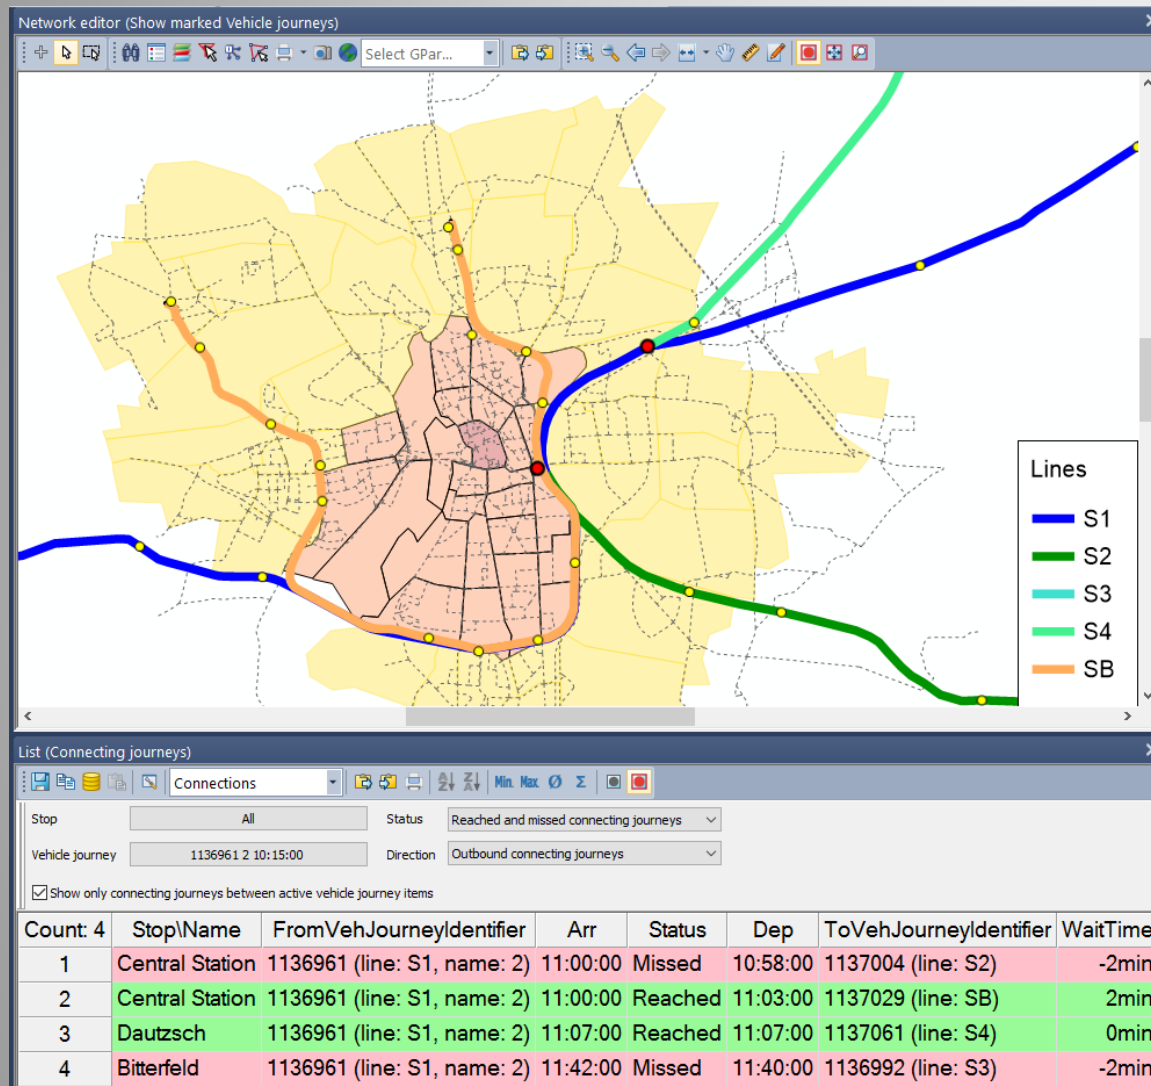 Network editor (Show marked Vehicle journeys)
Select GPar...
Lines
S1
S2
S3
S4
SB
List (Connecting journeys)
Connections
Min. Max Ø Σ
Stop All Status Reached and missed connecting journeys
Vehicle journey 1136961 2 10:15:00 Direction Outbound connecting journeys
Show only connecting journeys between active vehicle journey items
Count: 4 Stop\Name FromVehJourneyIdentifier Arr Status Dep ToVehJourneyIdentifier WaitTime
1 Central Station 1136961 (line: S1, name: 2) 11:00:00 Missed 10:58:00 1137004 (line: S2) -2min
2 Central Station 1136961 (line: S1, name: 2) 11:00:00 Reached 11:03:00 1137029 (line: SB) 2min
3 Dautzsch 1136961 (line: S1, name: 2) 11:07:00 Reached 11:07:00 1137061 (line: S4) 0min
4 Bitterfeld 1136961 (line: S1, name: 2) 11:42:00 Missed 11:40:00 1136992 (line: S3) -2min